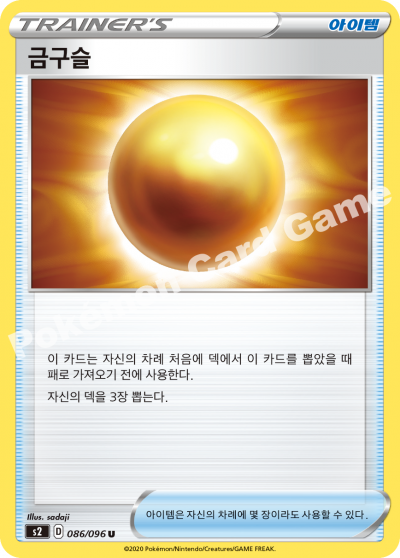 TRAINER'S 아이템
금구슬
Pokémon Card Game
이 카드는 자신의 차례 처음에 덱에서 이 카드를 뽑았을 때
패로 가져오기 전에 사용한다.
자신의 덱을 3장 뽑는다.
Illus. sadaji
s2 D 086/096 U
아이템은 자신의 차례에 몇 장이라도 사용할 수 있다.
©2020 Pokémon/Nintendo/Creatures/GAME FREAK.